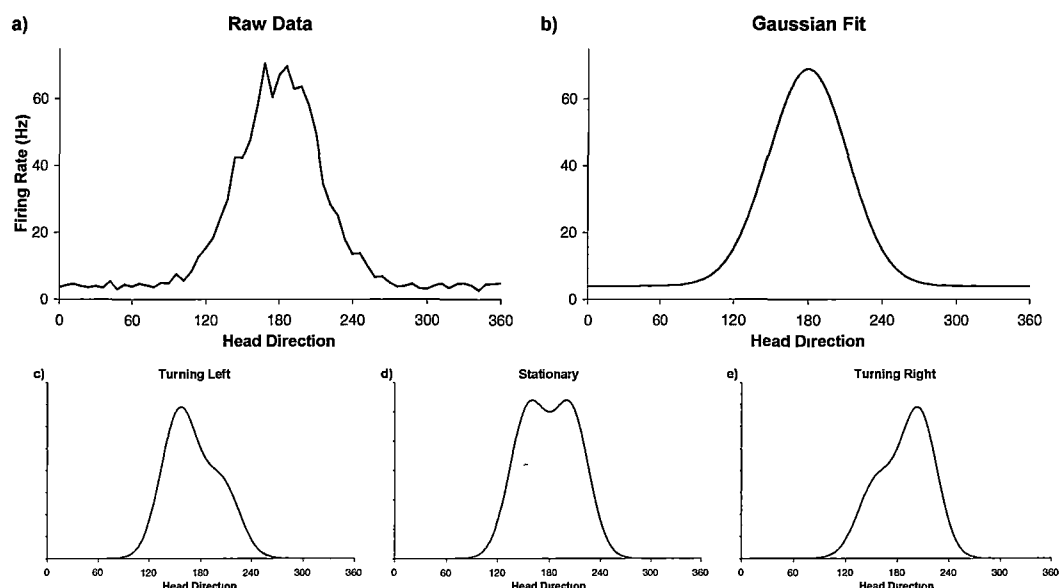 a) Raw Data
Firing Rate (Hz)
60
40
20
0
0 60 120 180 240 300 360
Head Direction
b) Gaussian Fit
60
40
20
0
0 60 120 180 240 300 360
Head Direction
c) Turning Left
0 60 120 180 240 300 360
Head Direction
d) Stationary
0 60 120 180 240 300 360
Head Direction
e) Turning Right
0 60 120 180 240 300 360
Head Direction